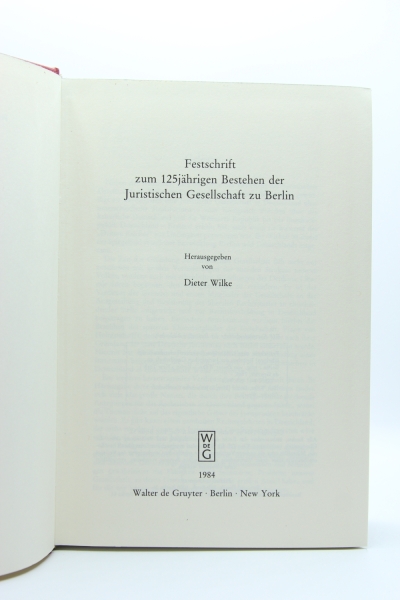 Festschrift
zum 125jährigen Bestehen der
Juristischen Gesellschaft zu Berlin
Herausgegeben
von
Dieter Wilke
W
DE
G
1984
Walter de Gruyter · Berlin · New York